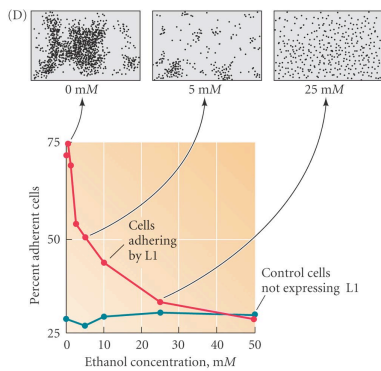 (D)
0 mM
5 mM
25 mM
75
50
25
Percent adherent cells
Cells
adhering
by L1
Control cells
not expressing L1
0
10
20
30
40
50
Ethanol concentration, mM